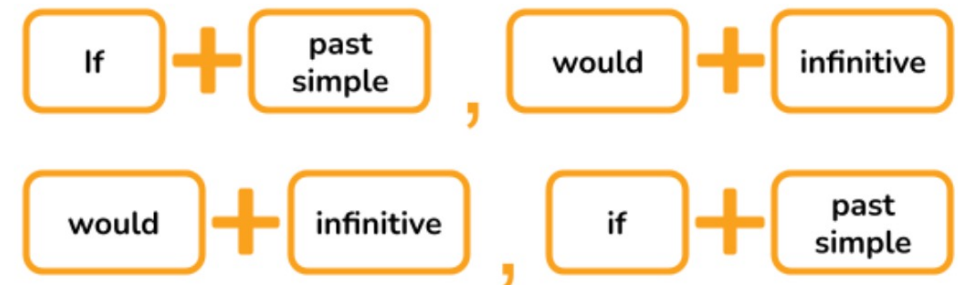 If + past simple , would + infinitive
would + infinitive , if + past simple